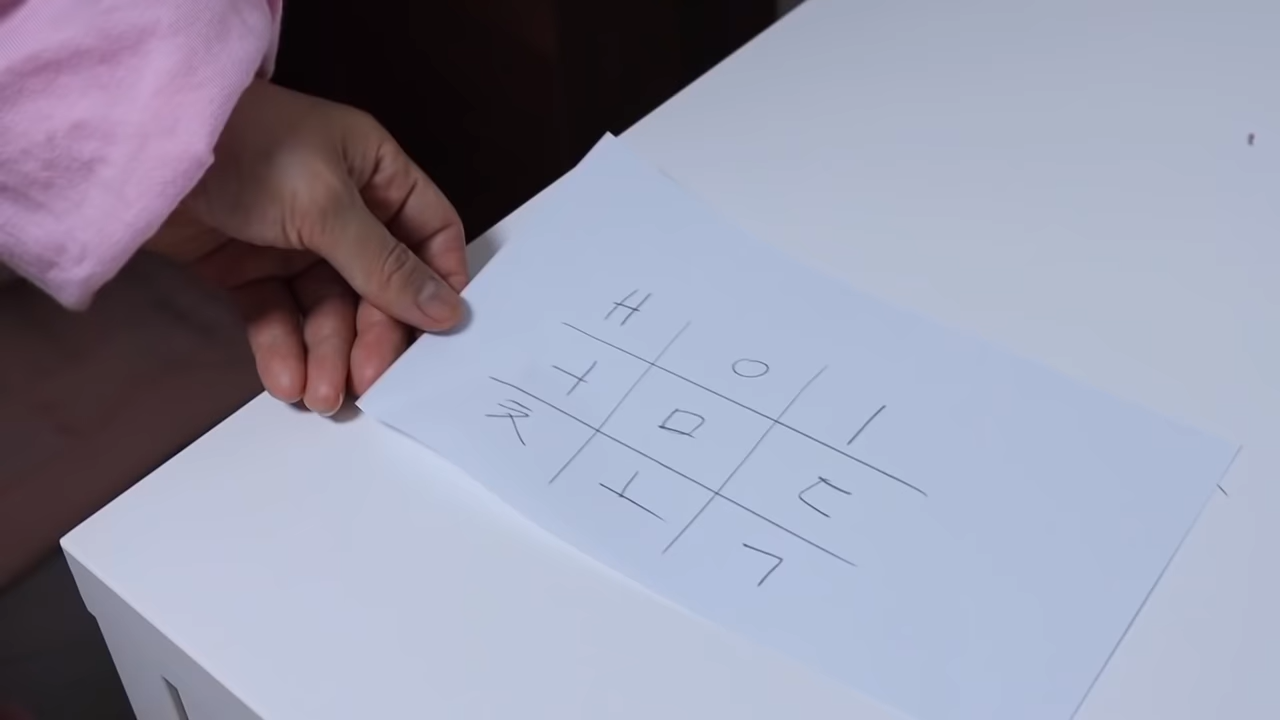 ㅐ ㅇ ㅣ
ㅏ ㅁ ㄷ
ㅊ ㅗ ㄱ